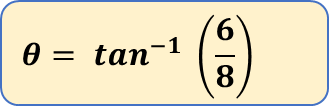 θ = tan⁻¹ (6/8)